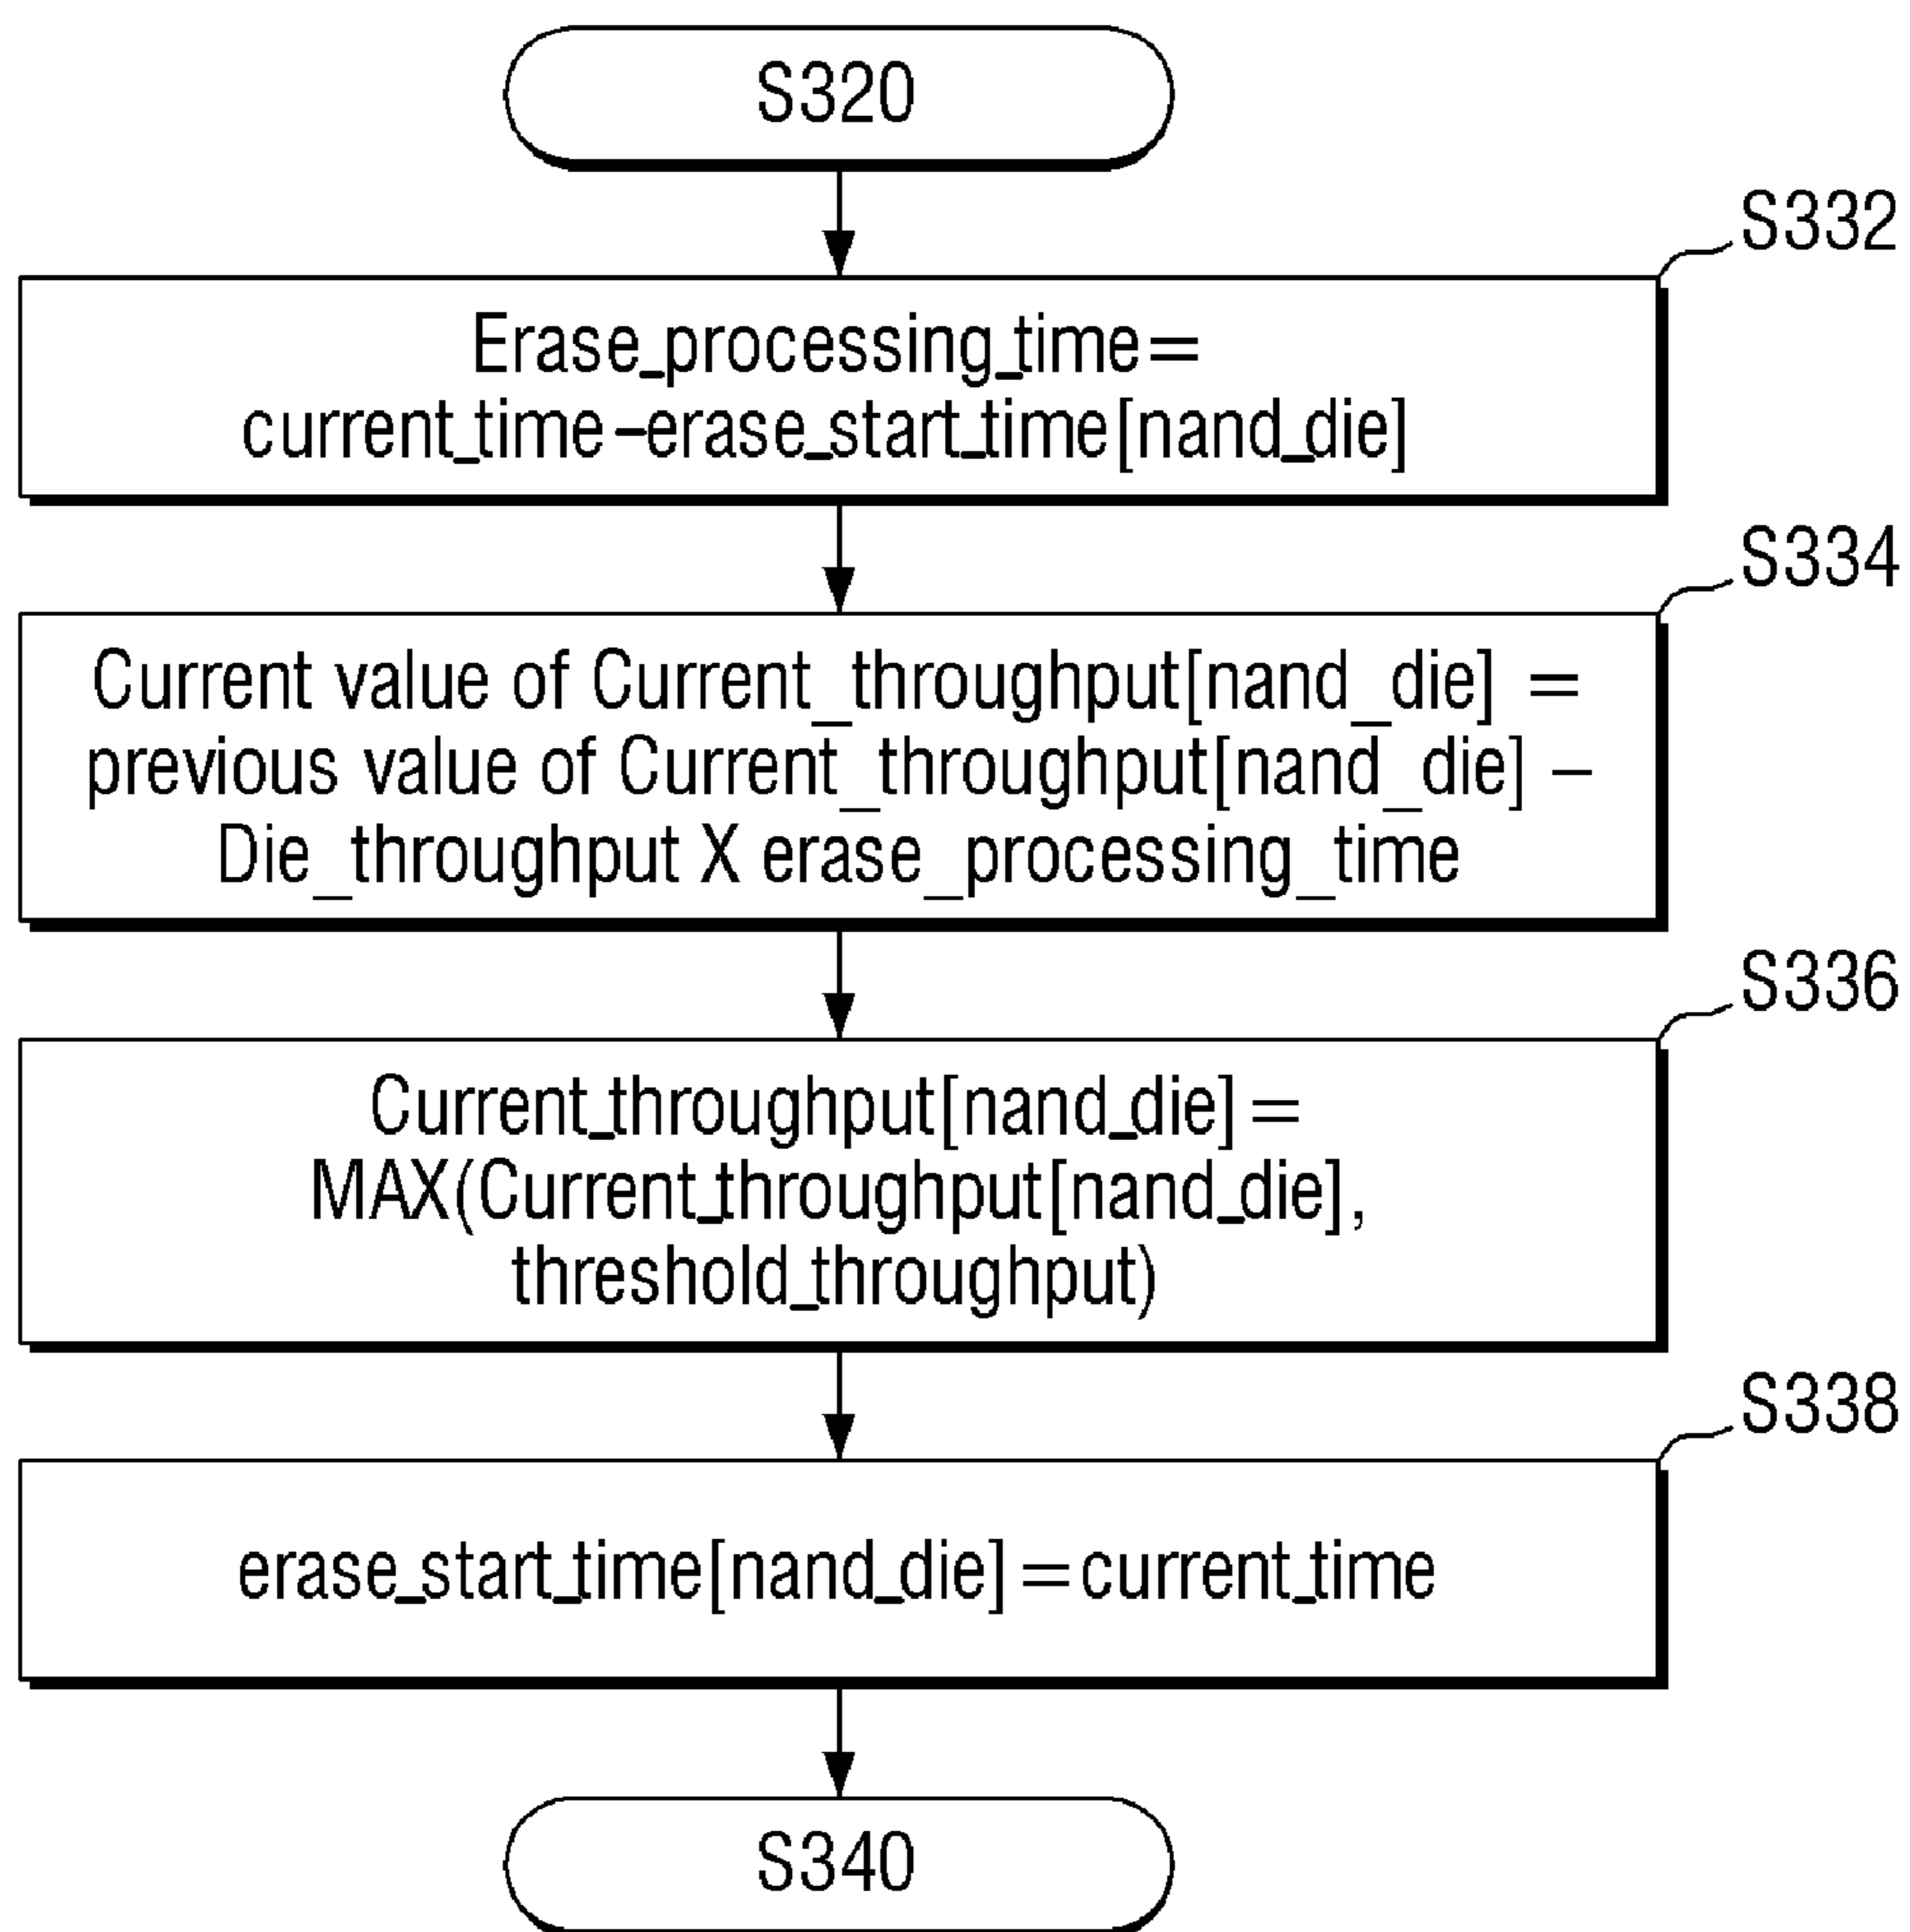 S320
S332
Erase_processing_time=
current_time-erase_start_time[nand_die]
S334
Current value of Current_throughput[nand_die] =
previous value of Current_throughput[nand_die] -
Die_throughput X erase_processing_time
S336
Current_throughput[nand_die]=
MAX(Current_throughput[nand_die],
threshold_throughput)
S338
erase_start_time[nand_die]=current_time
S340